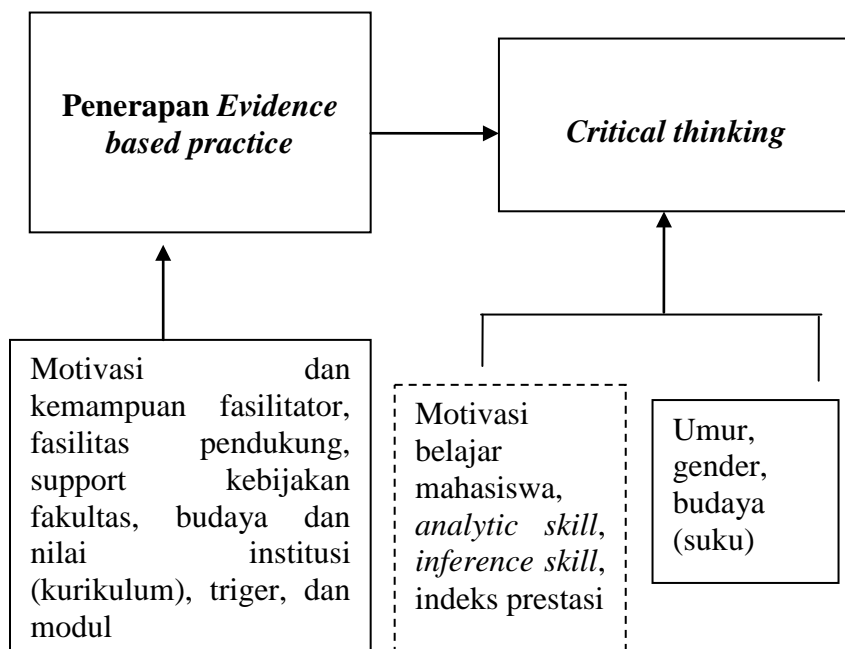 Penerapan Evidence
based practice
Critical thinking
Motivasi dan
kemampuan fasilitator,
fasilitas pendukung,
support kebijakan
fakultas, budaya dan
nilai institusi
(kurikulum), triger, dan
modul
Motivasi
belajar
mahasiswa,
analytic skill,
inference skill,
indeks prestasi
Umur,
gender,
budaya
(suku)